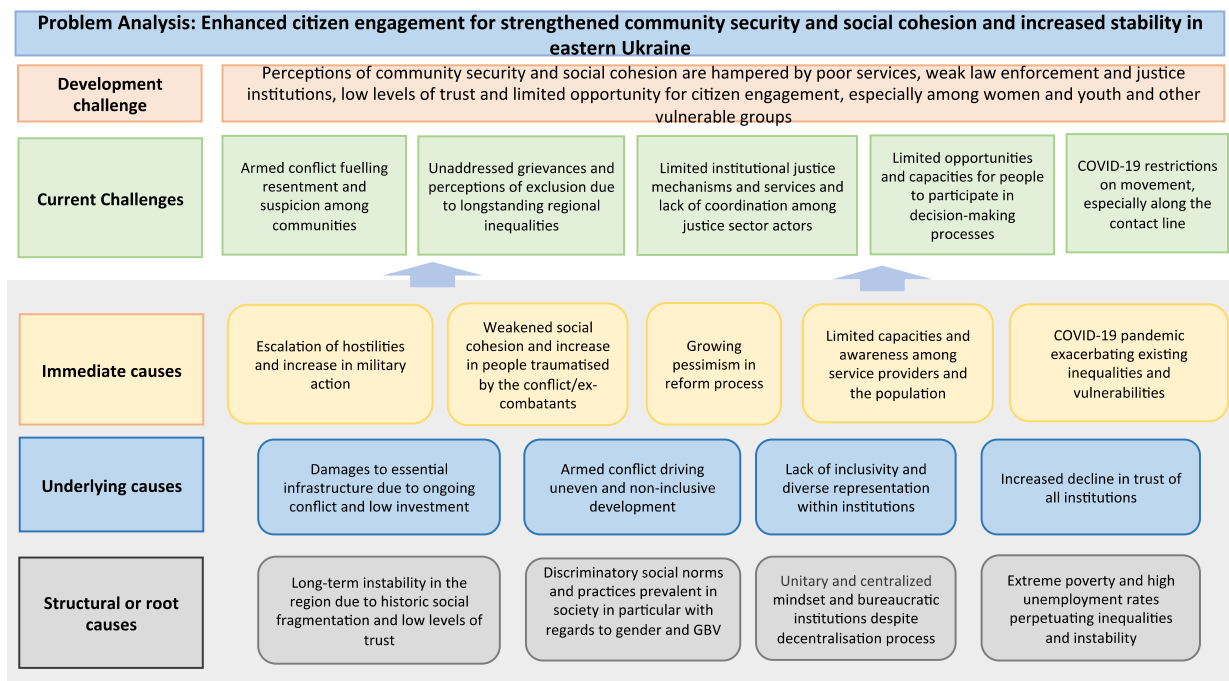 Problem Analysis: Enhanced citizen engagement for strengthened community security and social cohesion and increased stability in
eastern Ukraine
Development
challenge
Perceptions of community security and social cohesion are hampered by poor services, weak law enforcement and justice
institutions, low levels of trust and limited opportunity for citizen engagement, especially among women and youth and other
vulnerable groups
Current Challenges
Armed conflict fuelling
resentment and
suspicion among
communities
Unaddressed grievances and
perceptions of exclusion due
to longstanding regional
inequalities
Limited institutional justice
mechanisms and services and
lack of coordination among
justice sector actors
Limited opportunities
and capacities for people
to participate in
decision-making
processes
COVID-19 restrictions
on movement,
especially along the
contact line
Immediate causes
Escalation of hostilities
and increase in military
action
Weakened social
cohesion and increase
in people traumatised
by the conflict/ex-
combatants
Growing
pessimism in
reform process
Limited capacities and
awareness among
service providers and
the population
COVID-19 pandemic
exacerbating existing
inequalities and
vulnerabilities
Underlying causes
Damages to essential
infrastructure due to ongoing
conflict and low investment
Armed conflict driving
uneven and non-inclusive
development
Lack of inclusivity and
diverse representation
within institutions
Increased decline in trust of
all institutions
Structural or root
causes
Long-term instability in the
region due to historic social
fragmentation and low levels of
trust
Discriminatory social norms
and practices prevalent in
society in particular with
regards to gender and GBV
Unitary and centralized
mindset and bureaucratic
institutions despite
decentralisation process
Extreme poverty and high
unemployment rates
perpetuating inequalities
and instability